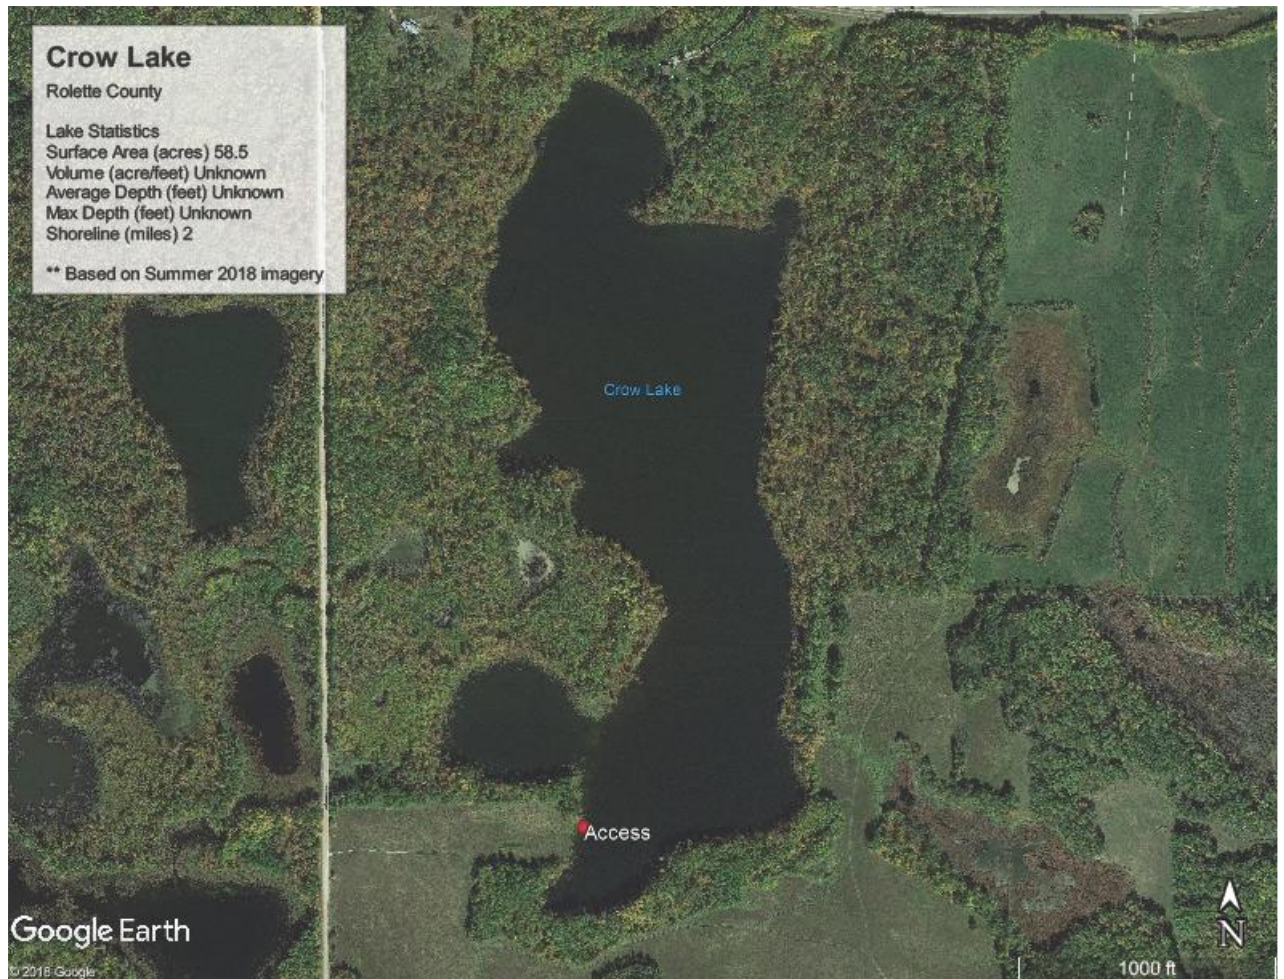 Crow Lake
Rolette County
Lake Statistics
Surface Area (acres) 58.5
Volume (acre/feet) Unknown
Average Depth (feet) Unknown
Max Depth (feet) Unknown
Shoreline (miles) 2
** Based on Summer 2018 imagery
Crow Lake
Access
Google Earth
N
© 2018 Google
1000 ft